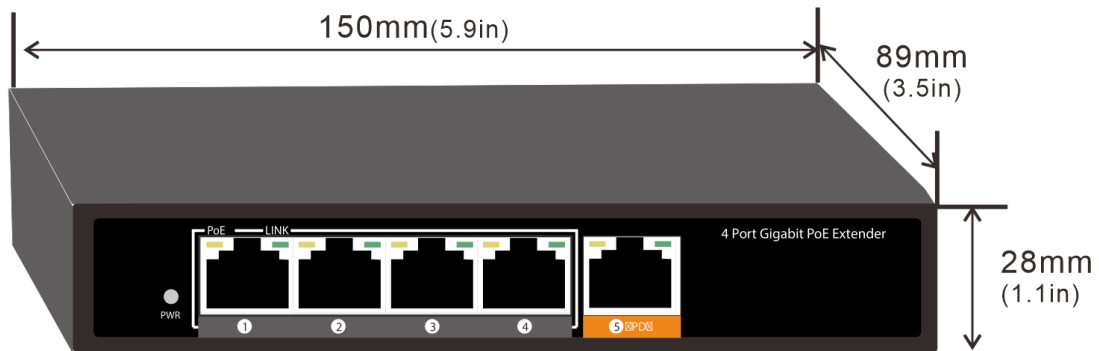 150mm(5.9in)
89mm
(3.5in)
PoE LINK
4 Port Gigabit PoE Extender
28mm
(1.1in)
PWR
1 2 3 4 5 PD